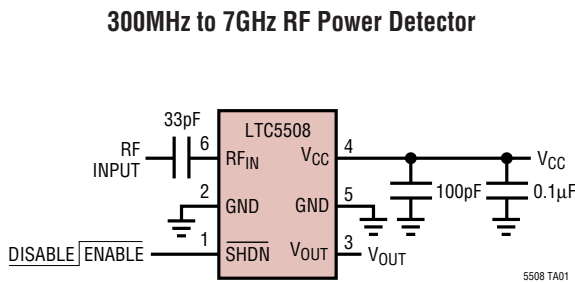 300MHz to 7GHz RF Power Detector
33pF
LTC5508
RF
INPUT
6
RFIN
VCC
4
VCC
2
GND
GND
5
100pF
0.1µF
DISABLE ENABLE
1
SHDN
VOUT
3
VOUT
5508 TA01